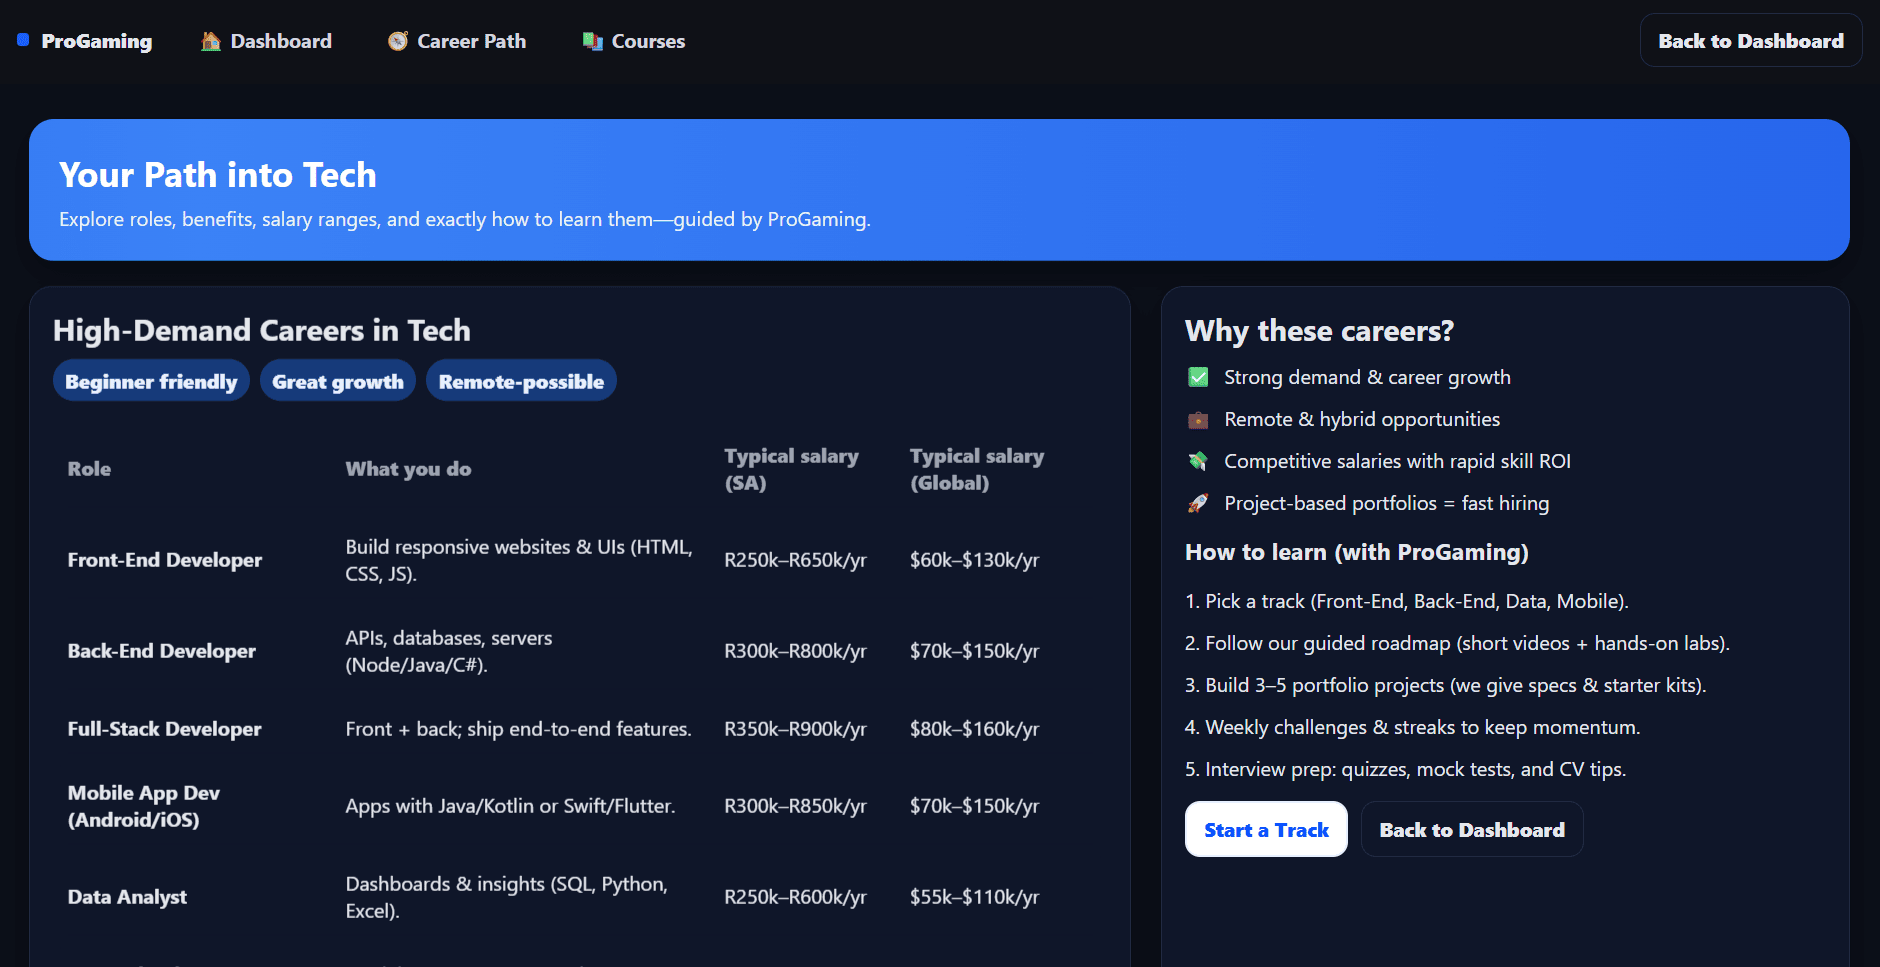 ProGaming
Dashboard
Career Path
Courses
Back to Dashboard
Your Path into Tech
Explore roles, benefits, salary ranges, and exactly how to learn them—guided by ProGaming.
High-Demand Careers in Tech
Beginner friendly
Great growth
Remote-possible
Role
What you do
Typical salary
(SA)
Typical salary
(Global)
Front-End Developer
Build responsive websites & UIs (HTML,
CSS, JS).
R250k–R650k/yr
$60k–$130k/yr
Back-End Developer
APIs, databases, servers
(Node/Java/C#).
R300k–R800k/yr
$70k–$150k/yr
Full-Stack Developer
Front + back; ship end-to-end features.
R350k–R900k/yr
$80k–$160k/yr
Mobile App Dev
(Android/iOS)
Apps with Java/Kotlin or Swift/Flutter.
R300k–R850k/yr
$70k–$150k/yr
Data Analyst
Dashboards & insights (SQL, Python,
Excel).
R250k–R600k/yr
$55k–$110k/yr
Why these careers?
Strong demand & career growth
Remote & hybrid opportunities
Competitive salaries with rapid skill ROI
Project-based portfolios = fast hiring
How to learn (with ProGaming)
1. Pick a track (Front-End, Back-End, Data, Mobile).
2. Follow our guided roadmap (short videos + hands-on labs).
3. Build 3–5 portfolio projects (we give specs & starter kits).
4. Weekly challenges & streaks to keep momentum.
5. Interview prep: quizzes, mock tests, and CV tips.
Start a Track
Back to Dashboard